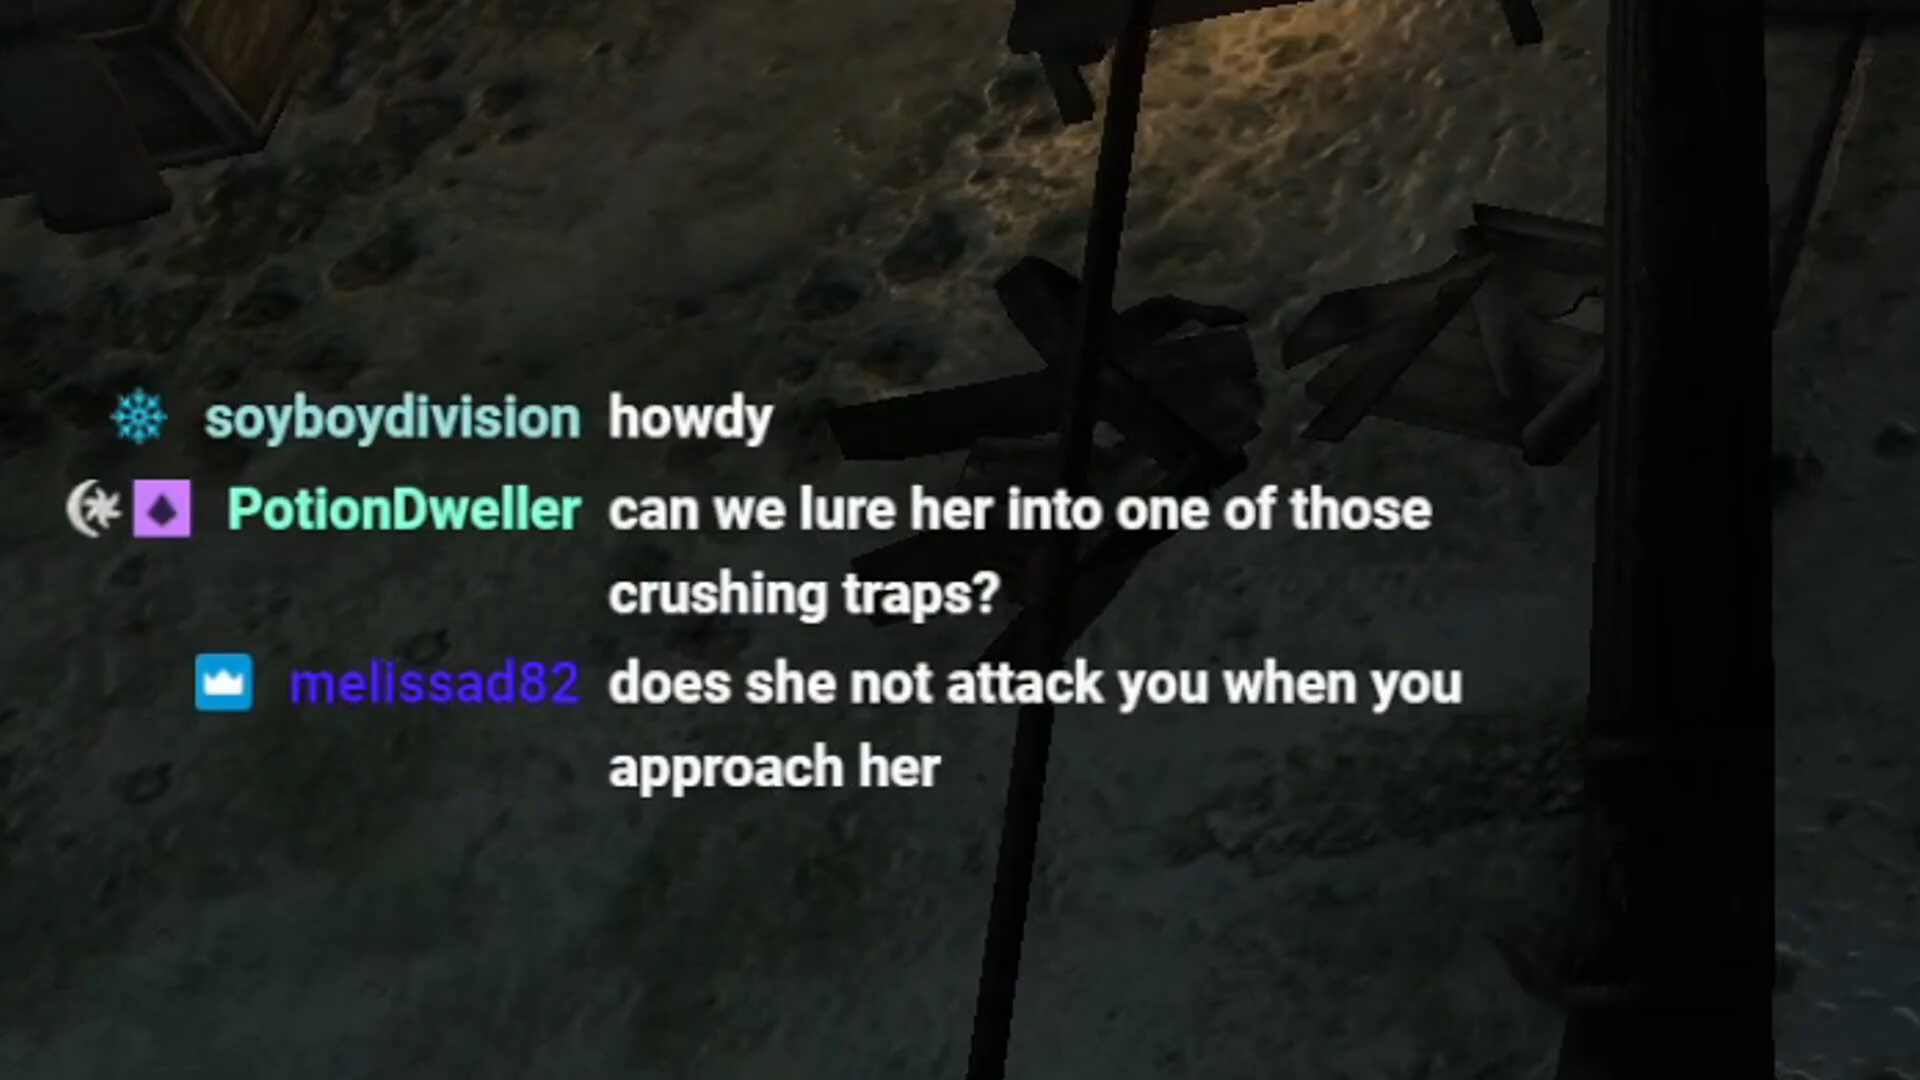 soyboydivision howdy
PotionDweller can we lure her into one of those
crushing traps?
melissad82 does she not attack you when you
approach her